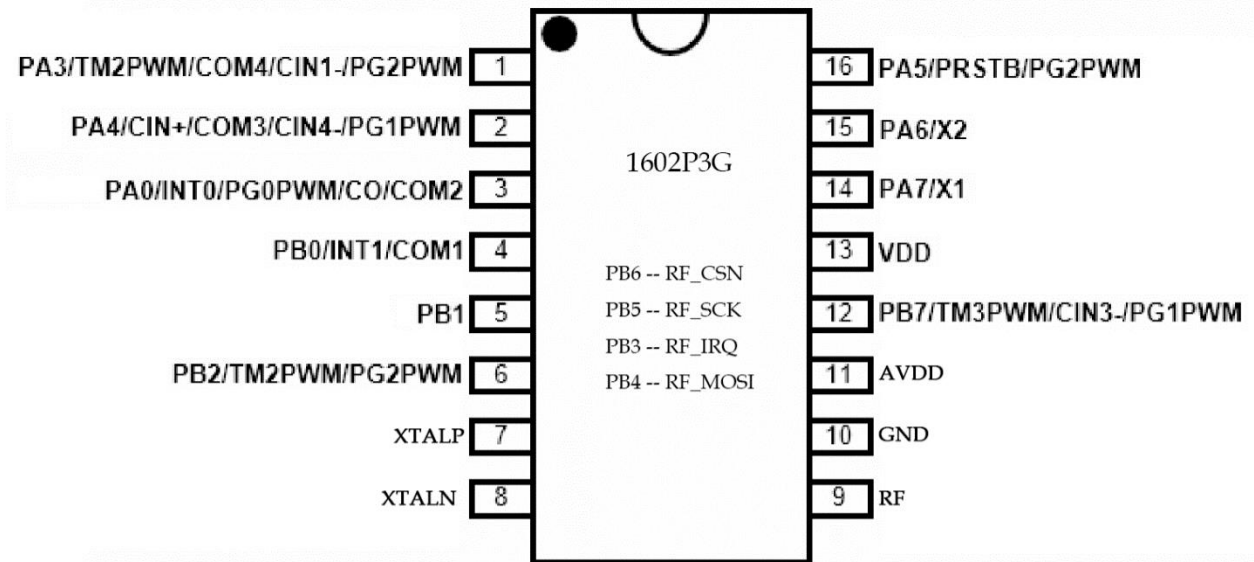 PA3/TM2PWM/COM4/CIN1-/PG2PWM 1
PA4/CIN+/COM3/CIN4-/PG1PWM 2
PA0/INT0/PG0PWM/CO/COM2 3
PB0/INT1/COM1 4
PB1 5
PB2/TM2PWM/PG2PWM 6
XTALP 7
XTALN 8
1602P3G
PB6 -- RF_CSN
PB5 -- RF_SCK
PB3 -- RF_IRQ
PB4 -- RF_MOSI
16 PA5/PRSTB/PG2PWM
15 PA6/X2
14 PA7/X1
13 VDD
12 PB7/TM3PWM/CIN3-/PG1PWM
11 AVDD
10 GND
9 RF